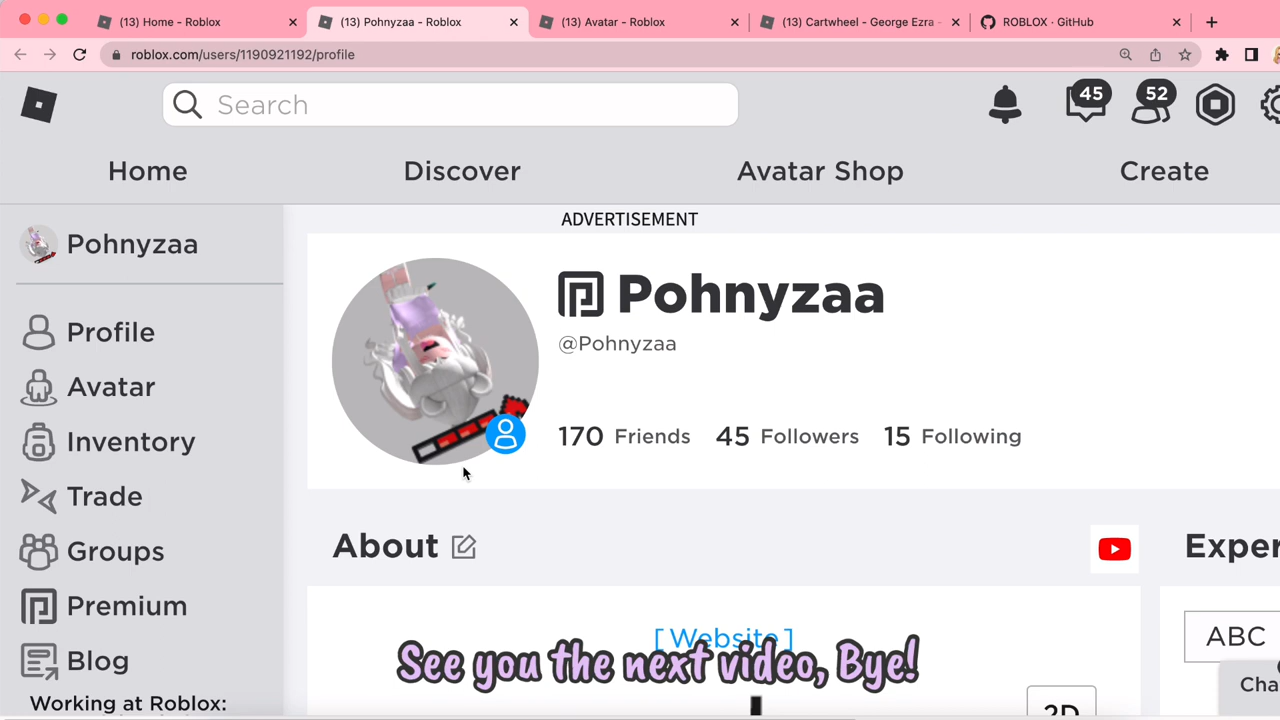 (13) Home - Roblox
(13) Pohnyzaa - Roblox
(13) Avatar - Roblox
(13) Cartwheel - George Ezra -
ROBLOX · GitHub
roblox.com/users/1190921192/profile
Search
45
52
Home
Discover
Avatar Shop
Create
ADVERTISEMENT
Pohnyzaa
Profile
Avatar
Inventory
Trade
Groups
Premium
Blog
Working at Roblox:
Pohnyzaa
@Pohnyzaa
170 Friends
45 Followers
15 Following
About
Exper
[ Website ]
ABC
Cha
2D
See you the next video, Bye!